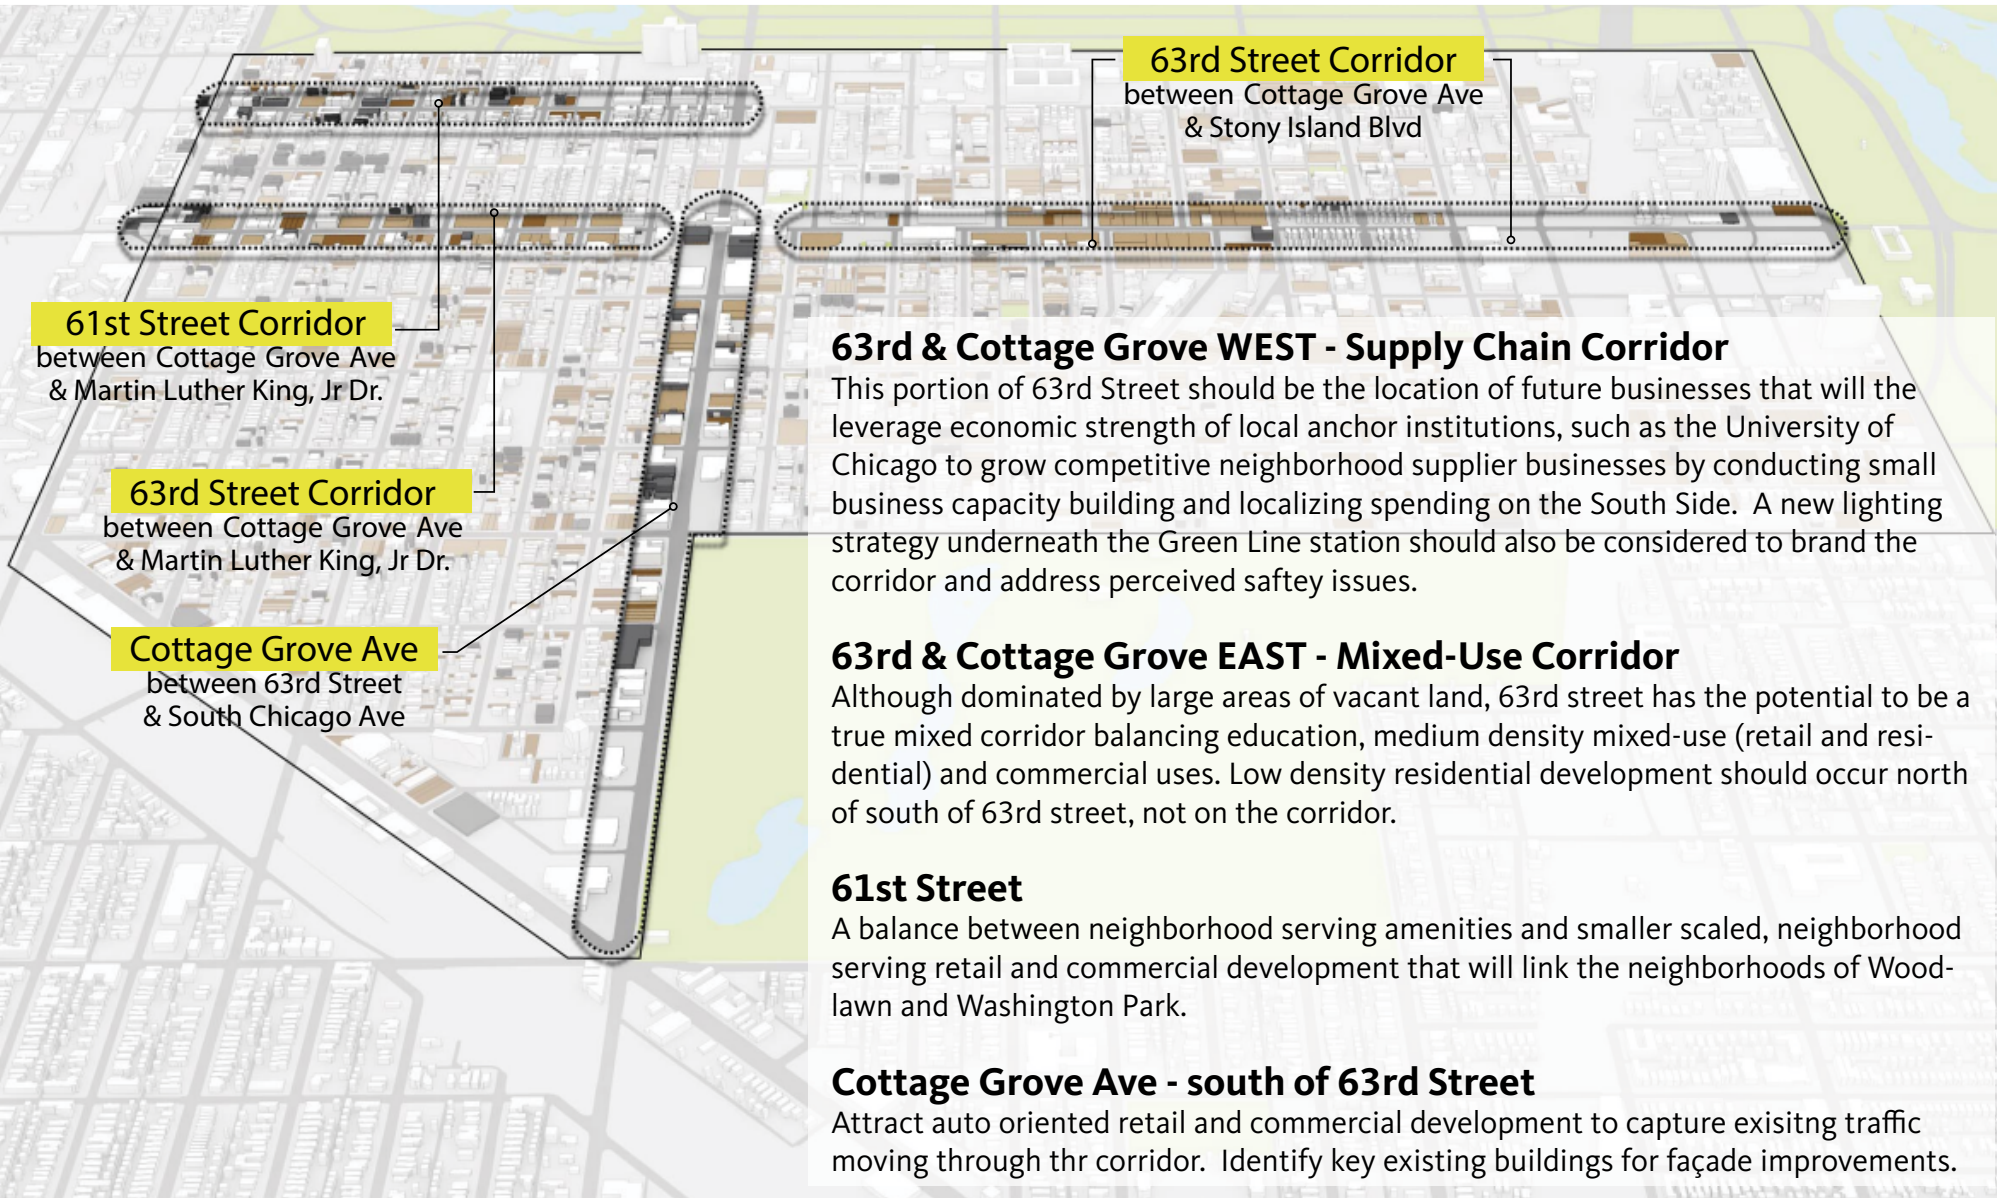 63rd Street Corridor
between Cottage Grove Ave
& Stony Island Blvd
61st Street Corridor
between Cottage Grove Ave
& Martin Luther King, Jr Dr.
63rd Street Corridor
between Cottage Grove Ave
& Martin Luther King, Jr Dr.
Cottage Grove Ave
between 63rd Street
& South Chicago Ave
63rd & Cottage Grove WEST - Supply Chain Corridor
This portion of 63rd Street should be the location of future businesses that will the
leverage economic strength of local anchor institutions, such as the University of
Chicago to grow competitive neighborhood supplier businesses by conducting small
business capacity building and localizing spending on the South Side.  A new lighting
strategy underneath the Green Line station should also be considered to brand the
corridor and address perceived saftey issues.
63rd & Cottage Grove EAST - Mixed-Use Corridor
Although dominated by large areas of vacant land, 63rd street has the potential to be a
true mixed corridor balancing education, medium density mixed-use (retail and resi-
dential) and commercial uses. Low density residential development should occur north
of south of 63rd street, not on the corridor.
61st Street
A balance between neighborhood serving amenities and smaller scaled, neighborhood
serving retail and commercial development that will link the neighborhoods of Wood-
lawn and Washington Park.
Cottage Grove Ave - south of 63rd Street
Attract auto oriented retail and commercial development to capture exisitng traffic
moving through thr corridor.  Identify key existing buildings for façade improvements.